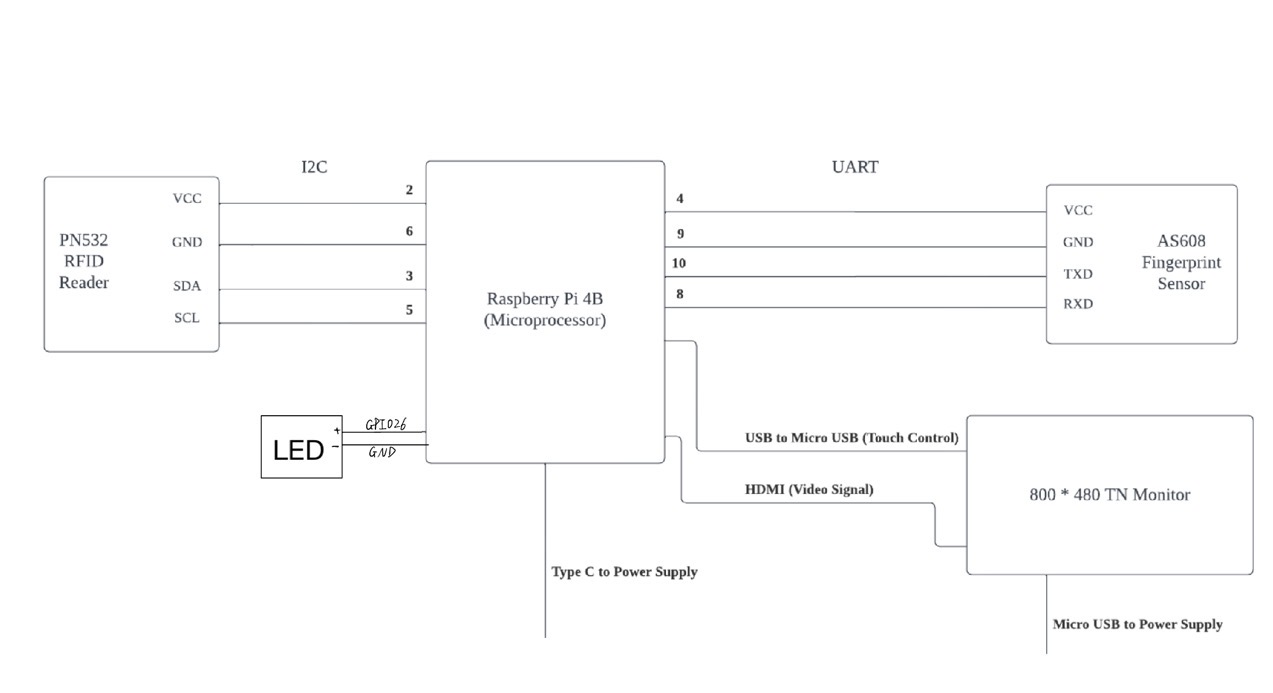 I2C
UART
VCC
GND
SDA
SCL
PN532
RFID
Reader
2
6
3
5
Raspberry Pi 4B
(Microprocessor)
4
9
10
8
VCC
GND
TXD
RXD
AS608
Fingerprint
Sensor
LED
+
-
GPIO26
GND
USB to Micro USB (Touch Control)
HDMI (Video Signal)
800 * 480 TN Monitor
Type C to Power Supply
Micro USB to Power Supply